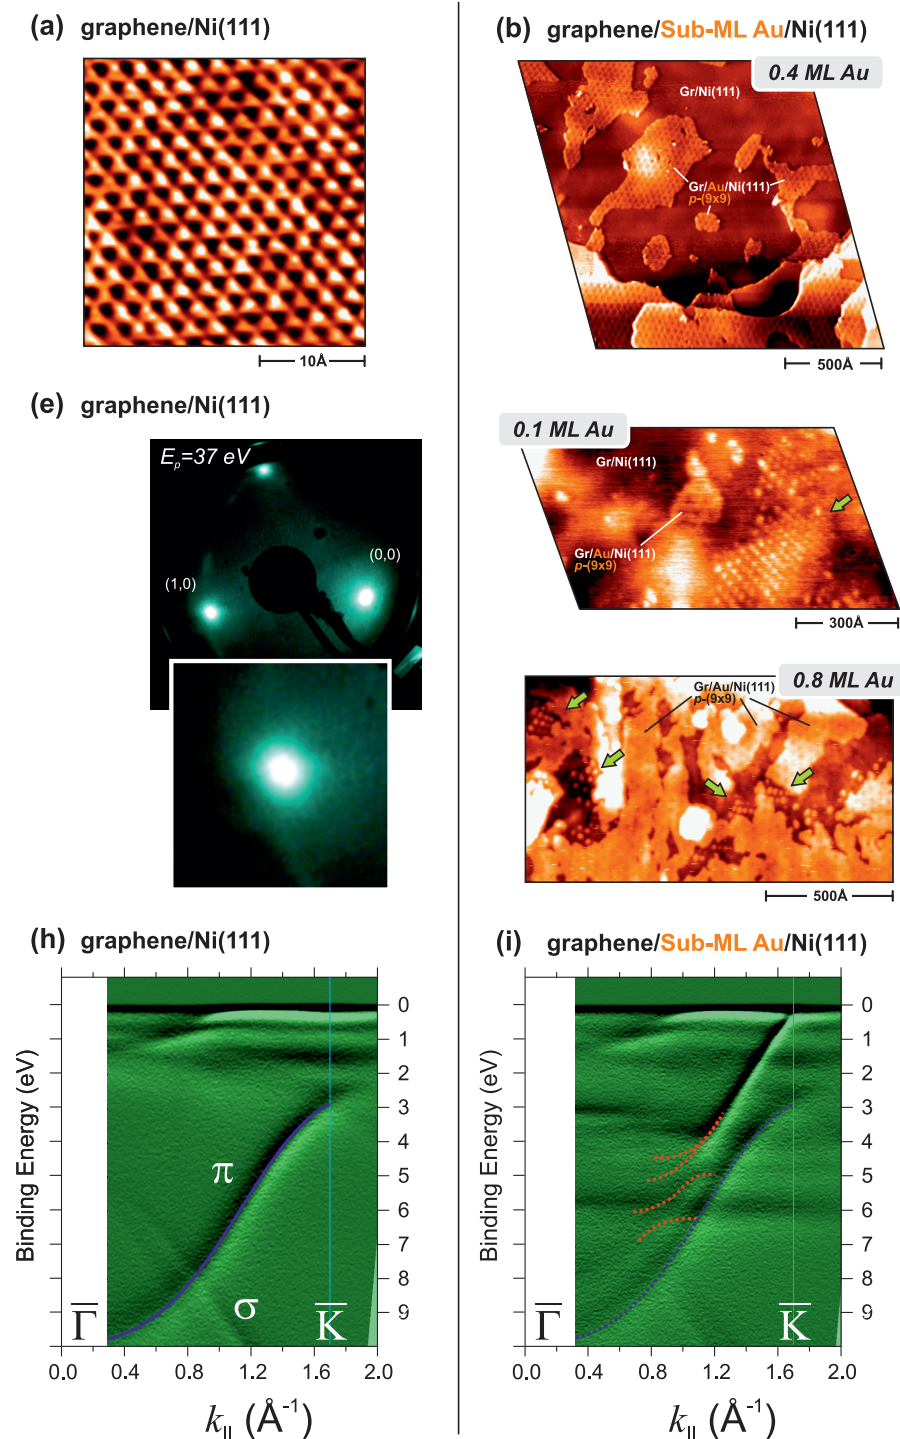 (a) graphene/Ni(111)
10Å
(b) graphene/Sub-ML Au/Ni(111)
0.4 ML Au
Gr/Ni(111)
Gr/Au/Ni(111)
p-(9x9)
500Å
(e) graphene/Ni(111)
Ep=37 eV
(0,0)
(1,0)
0.1 ML Au
Gr/Ni(111)
Gr/Au/Ni(111)
p-(9x9)
300Å
0.8 ML Au
Gr/Au/Ni(111)
p-(9x9)
500Å
(h) graphene/Ni(111)
0
1
2
3
4
5
6
7
8
9
Binding Energy (eV)
π
σ
Γ
K
0.0 0.4 0.8 1.2 1.6 2.0
k|| (Å-1)
(i) graphene/Sub-ML Au/Ni(111)
0
1
2
3
4
5
6
7
8
9
Binding Energy (eV)
Γ
K
0.0 0.4 0.8 1.2 1.6 2.0
k|| (Å-1)